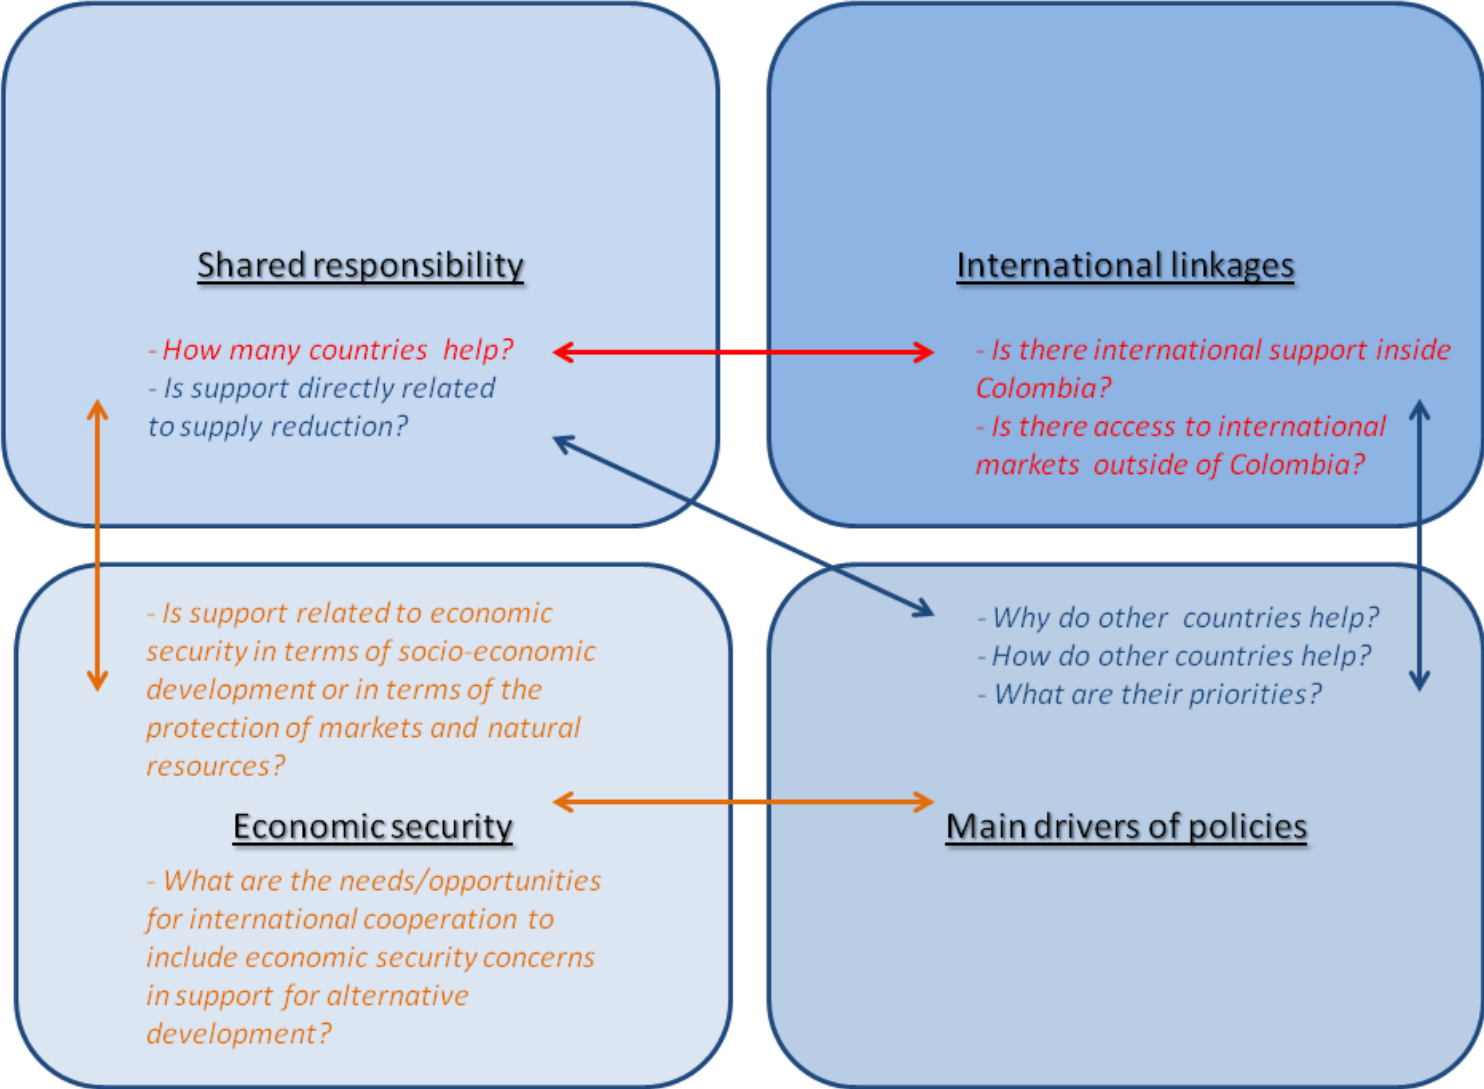 Shared responsibility
- How many countries help?
- Is support directly related
to supply reduction?
International linkages
- Is there international support inside
Colombia?
- Is there access to international
markets outside of Colombia?
- Is support related to economic
security in terms of socio-economic
development or in terms of the
protection of markets and natural
resources?
Economic security
- What are the needs/opportunities
for international cooperation to
include economic security concerns
in support for alternative
development?
- Why do other countries help?
- How do other countries help?
- What are their priorities?
Main drivers of policies